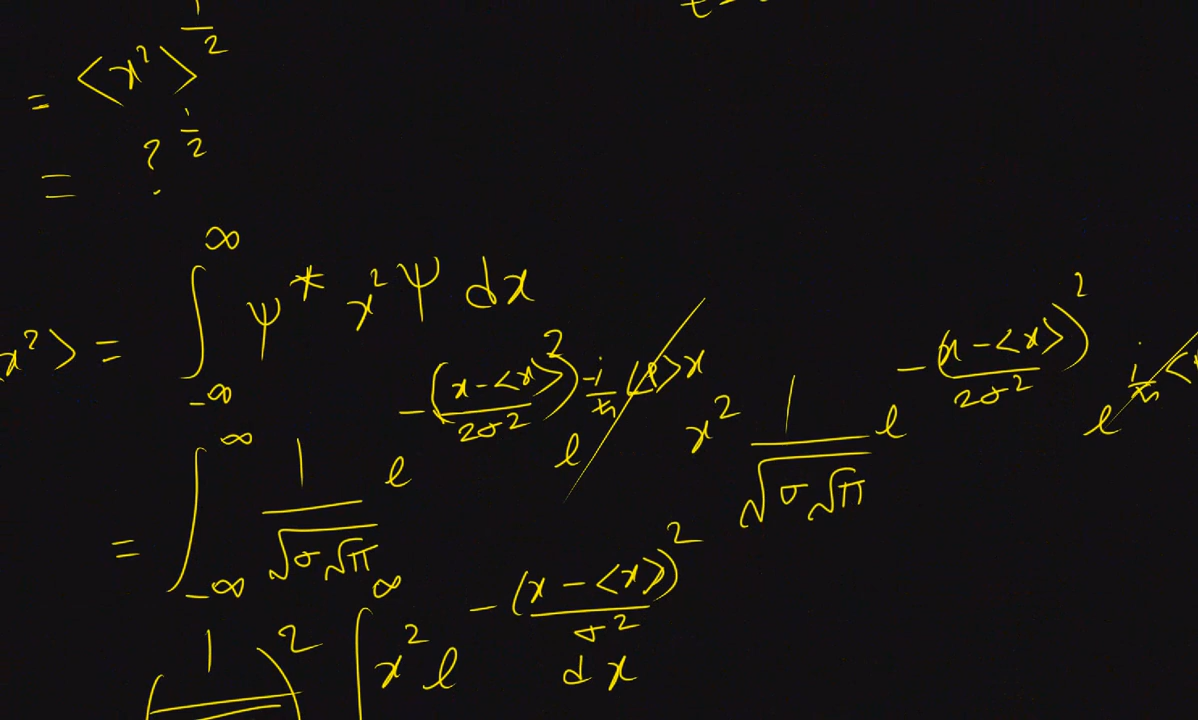 = <x²>^(1/2)
= ?^(1/2)
x²> = ∫_{-∞}^{∞} ψ* x² ψ dx
= ∫_{-∞}^{∞} 1/√(σ√π) e^{-(x-<x>)²/2σ²} e^{-i/ħ <p>x} x² 1/√(σ√π) e^{-(x-<x>)²/2σ²} e^{i/ħ <
(1/ )² ∫^{∞} x² e^{-(x-<x>)²/σ²} dx